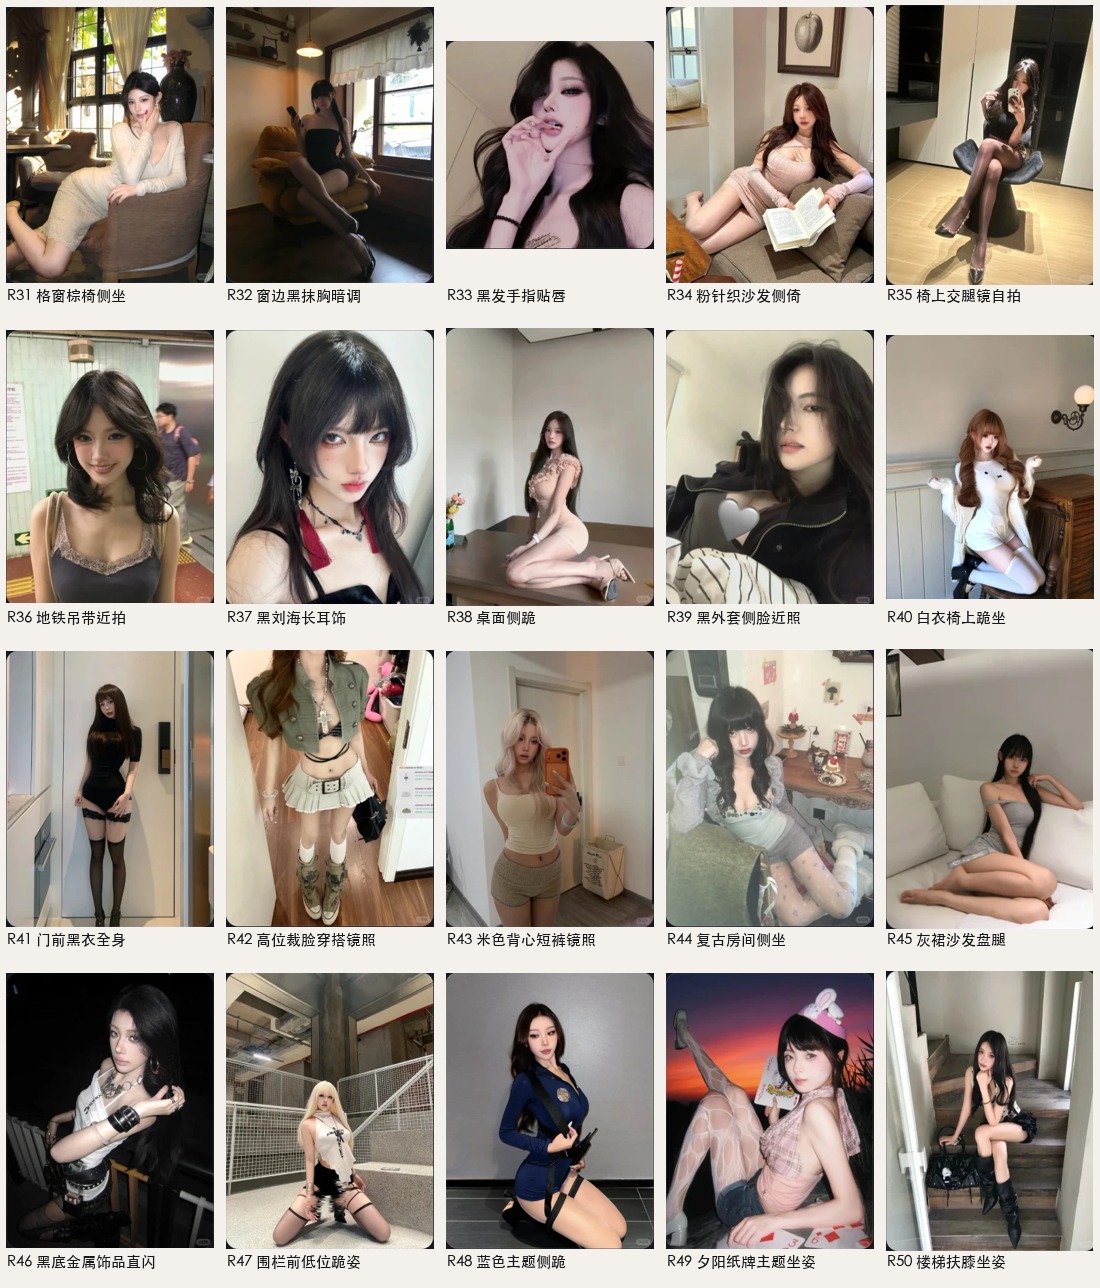 R31 格窗棕椅侧坐
R32 窗边黑抹胸暗调
R33 黑发手指贴唇
R34 粉针织沙发侧倚
R35 椅上交腿镜自拍
R36 地铁吊带近拍
R37 黑刘海长耳饰
R38 桌面侧跪
R39 黑外套侧脸近照
R40 白衣椅上跪坐
R41 门前黑衣全身
R42 高位裁脸穿搭镜照
R43 米色背心短裤镜照
R44 复古房间侧坐
R45 灰裙沙发盘腿
R46 黑底金属饰品直闪
R47 围栏前低位跪姿
R48 蓝色主题侧跪
R49 夕阳纸牌主题坐姿
R50 楼梯扶膝坐姿